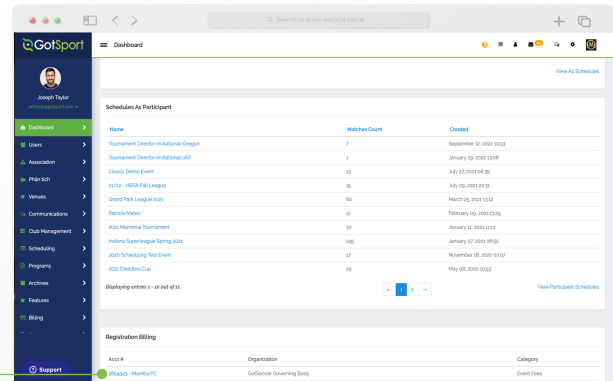 Search or enter website name
GotSport
Dashboard
View All Schedules
Joseph Taylor
Schedules As Participant
Name Matches Count Created
Tournament Director Invitational-Oregon 7 September 12, 2022 10:53
Tournament Director Invitational-JAX 1 January 29, 2022 13:08
Classic Demo Event 13 July 27, 2021 06:35
21/22 - HBSA Fall League 15 July 09, 2021 20:31
Grand Park League 2021 80 March 25, 2021 13:12
Patricia Mateo 12 February 09, 2021 13:29
2021 Memorial Tournament 30 January 11, 2021 11:13
Indiana Superleague Spring 2021 149 January 07, 2021 06:50
2020 Scheduling Test Event 17 November 18, 2020 07:07
2021 Directors Cup 29 May 08, 2020 10:53
Displaying entries 1 - 10 out of 11
← 1 2 →
View Participant Schedules
Dashboard
Users
Association
Phân tích
Venues
Communications
Club Management
Scheduling
Programs
Archives
Features
Billing
Support
Registration Billing
Acct # Organization Category
2654543 - Mamba FC GotSoccer Governing Body Event Fees